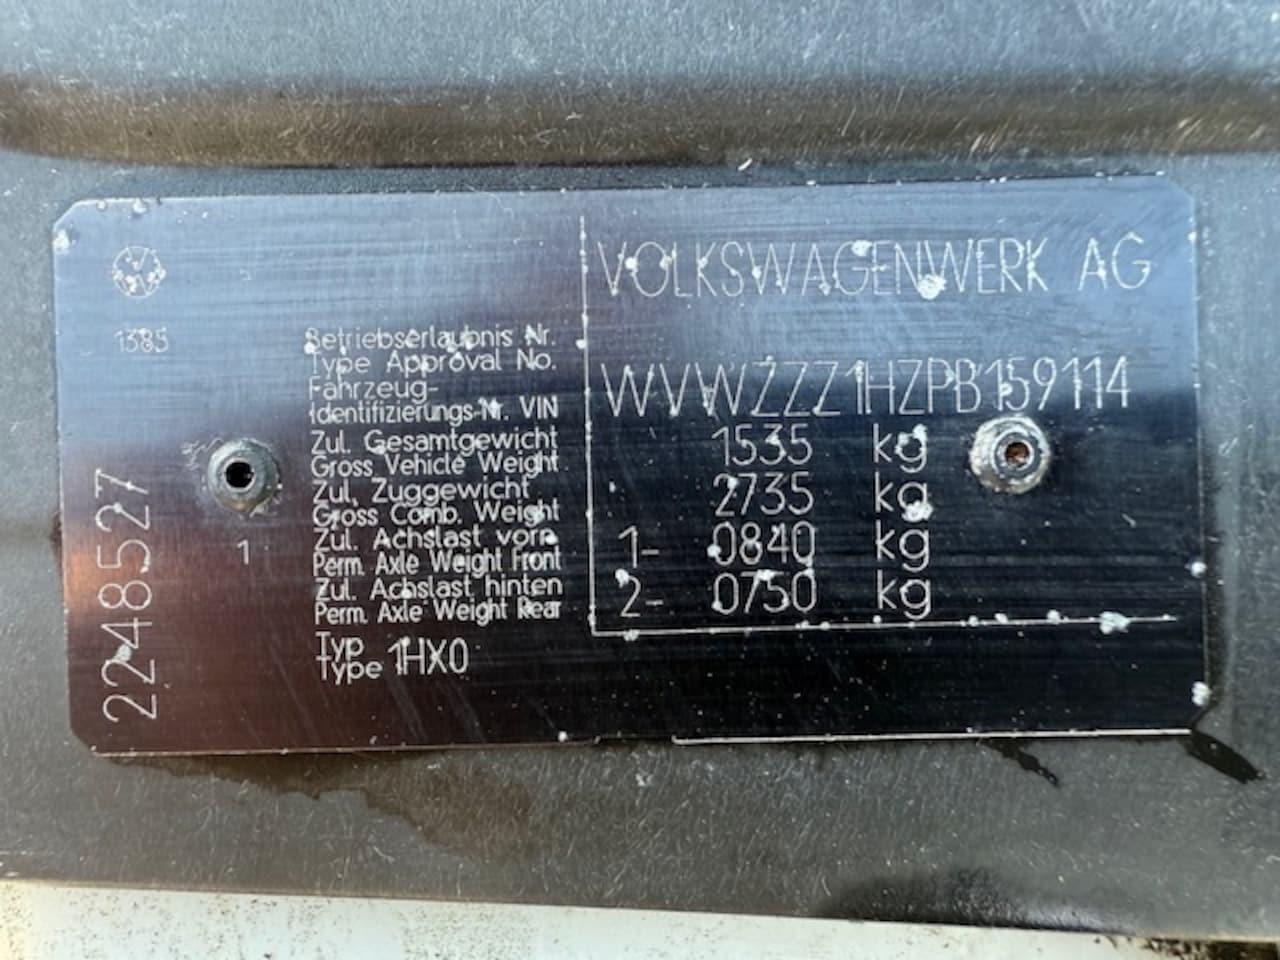 VOLKSWAGENWERK AG
1385
Betriebserlaubnis Nr.
Type Approval No.
Fahrzeug-
Identifizierungs-Nr. VIN
WVWZZZ1HZPB159114
Zul. Gesamtgewicht
Gross Vehicle Weight
1535 kg
Zul. Zuggewicht
Gross Comb. Weight
2735 kg
Zul. Achslast vorn
Perm. Axle Weight Front
1- 0840 kg
Zul. Achslast hinten
Perm. Axle Weight Rear
2- 0750 kg
Typ
Type 1HX0
1
2248527